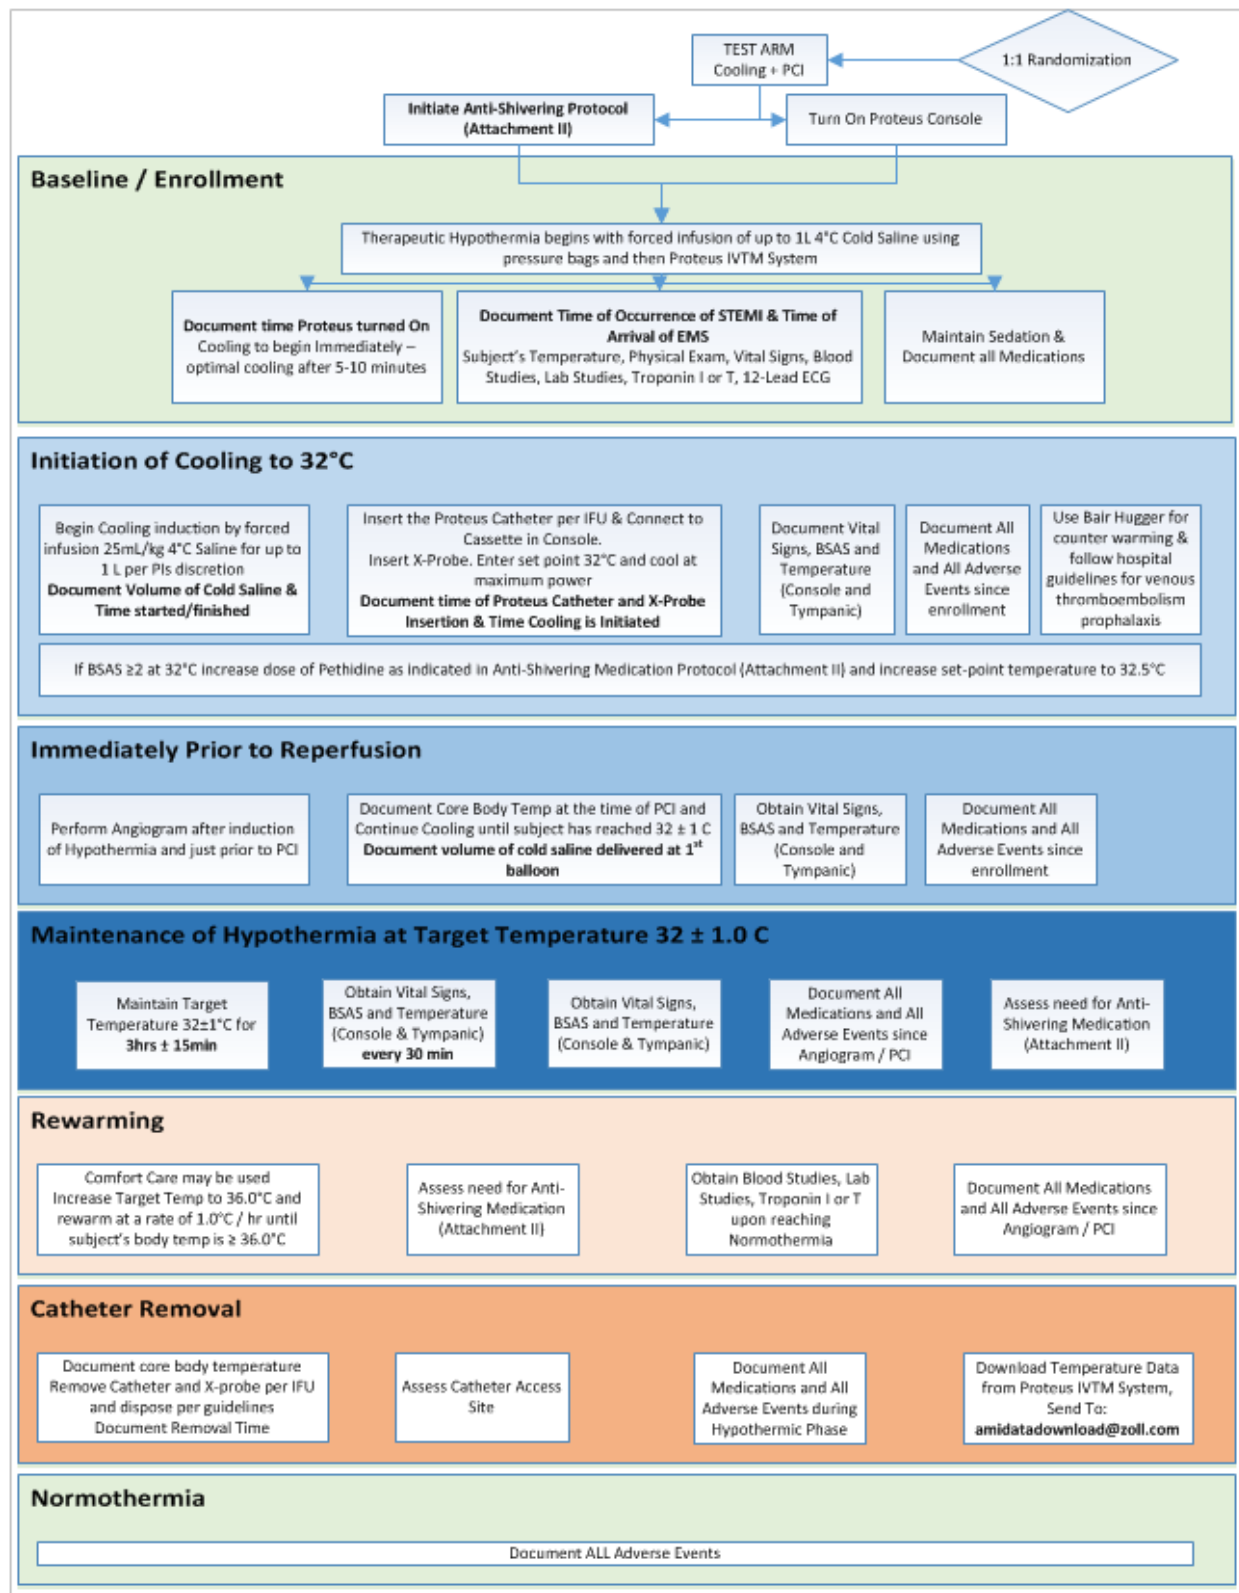 TEST ARM
Cooling + PCI
1:1 Randomization
Initiate Anti-Shivering Protocol
(Attachment II)
Turn On Proteus Console
Baseline / Enrollment
Therapeutic Hypothermia begins with forced infusion of up to 1L 4°C Cold Saline using
pressure bags and then Proteus IVTM System
Document time Proteus turned On
Cooling to begin Immediately –
optimal cooling after 5-10 minutes
Document Time of Occurrence of STEMI & Time of
Arrival of EMS
Subject's Temperature, Physical Exam, Vital Signs, Blood
Studies, Lab Studies, Troponin I or T, 12-Lead ECG
Maintain Sedation &
Document all Medications
Initiation of Cooling to 32°C
Begin Cooling induction by forced
infusion 25mL/kg 4°C Saline for up to
1 L per PIs discretion
Document Volume of Cold Saline &
Time started/finished
Insert the Proteus Catheter per IFU & Connect to
Cassette in Console.
Insert X-Probe. Enter set point 32°C and cool at
maximum power
Document time of Proteus Catheter and X-Probe
Insertion & Time Cooling is Initiated
Document Vital
Signs, BSAS and
Temperature
(Console and
Tympanic)
Document All
Medications
and All Adverse
Events since
enrollment
Use Bair Hugger for
counter warming &
follow hospital
guidelines for venous
thromboembolism
prophalaxis
If BSAS ≥2 at 32°C increase dose of Pethidine as indicated in Anti-Shivering Medication Protocol (Attachment II) and increase set-point temperature to 32.5°C
Immediately Prior to Reperfusion
Perform Angiogram after induction
of Hypothermia and just prior to PCI
Document Core Body Temp at the time of PCI and
Continue Cooling until subject has reached 32 ± 1 C
Document volume of cold saline delivered at 1st
balloon
Obtain Vital Signs,
BSAS and Temperature
(Console and
Tympanic)
Document All
Medications and All
Adverse Events since
enrollment
Maintenance of Hypothermia at Target Temperature 32 ± 1.0 C
Maintain Target
Temperature 32±1°C for
3hrs ± 15min
Obtain Vital Signs,
BSAS and Temperature
(Console & Tympanic)
every 30 min
Obtain Vital Signs,
BSAS and Temperature
(Console & Tympanic)
Document All
Medications and All
Adverse Events since
Angiogram / PCI
Assess need for Anti-
Shivering Medication
(Attachment II)
Rewarming
Comfort Care may be used
Increase Target Temp to 36.0°C and
rewarm at a rate of 1.0°C / hr until
subject's body temp is ≥ 36.0°C
Assess need for Anti-
Shivering Medication
(Attachment II)
Obtain Blood Studies, Lab
Studies, Troponin I or T
upon reaching
Normothermia
Document All Medications
and All Adverse Events since
Angiogram / PCI
Catheter Removal
Document core body temperature
Remove Catheter and X-probe per IFU
and dispose per guidelines
Document Removal Time
Assess Catheter Access
Site
Document All
Medications and All
Adverse Events during
Hypothermic Phase
Download Temperature Data
from Proteus IVTM System,
Send To:
amidatadownload@zoll.com
Normothermia
Document ALL Adverse Events